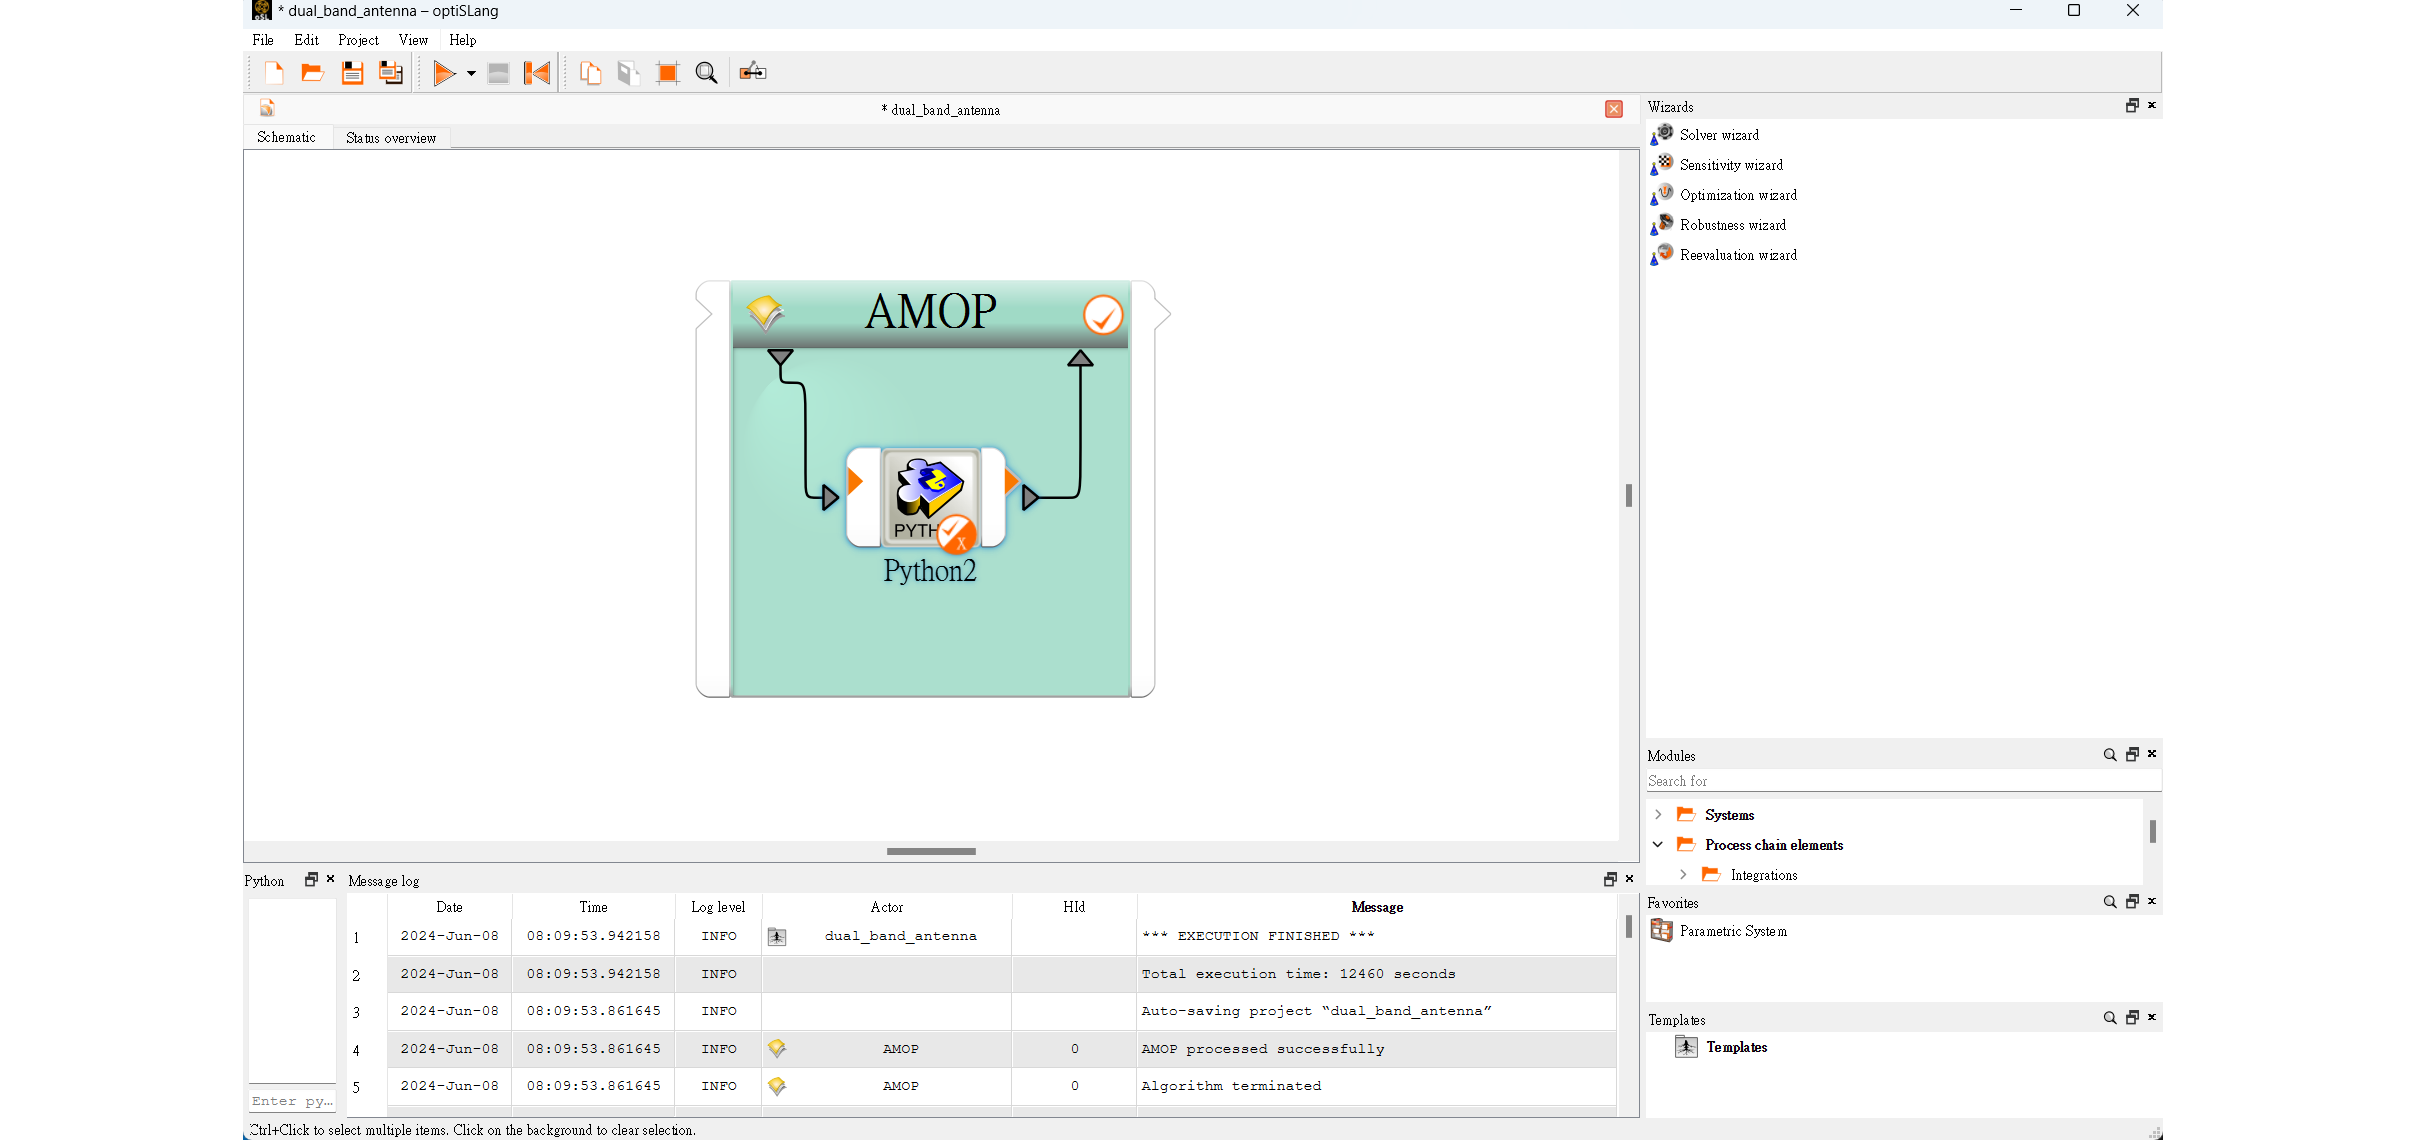 * dual_band_antenna – optiSLang
File Edit Project View Help
* dual_band_antenna
Schematic Status overview
AMOP
PYTH
X
Python2
Wizards
Solver wizard
Sensitivity wizard
Optimization wizard
Robustness wizard
Reevaluation wizard
Modules
Search for
Systems
Process chain elements
Integrations
Favorites
Parametric System
Templates
Templates
Python
Enter py...
Message log
Date Time Log level Actor HId Message
1 2024-Jun-08 08:09:53.942158 INFO dual_band_antenna *** EXECUTION FINISHED ***
2 2024-Jun-08 08:09:53.942158 INFO Total execution time: 12460 seconds
3 2024-Jun-08 08:09:53.861645 INFO Auto-saving project “dual_band_antenna”
4 2024-Jun-08 08:09:53.861645 INFO AMOP 0 AMOP processed successfully
5 2024-Jun-08 08:09:53.861645 INFO AMOP 0 Algorithm terminated
Ctrl+Click to select multiple items. Click on the background to clear selection.